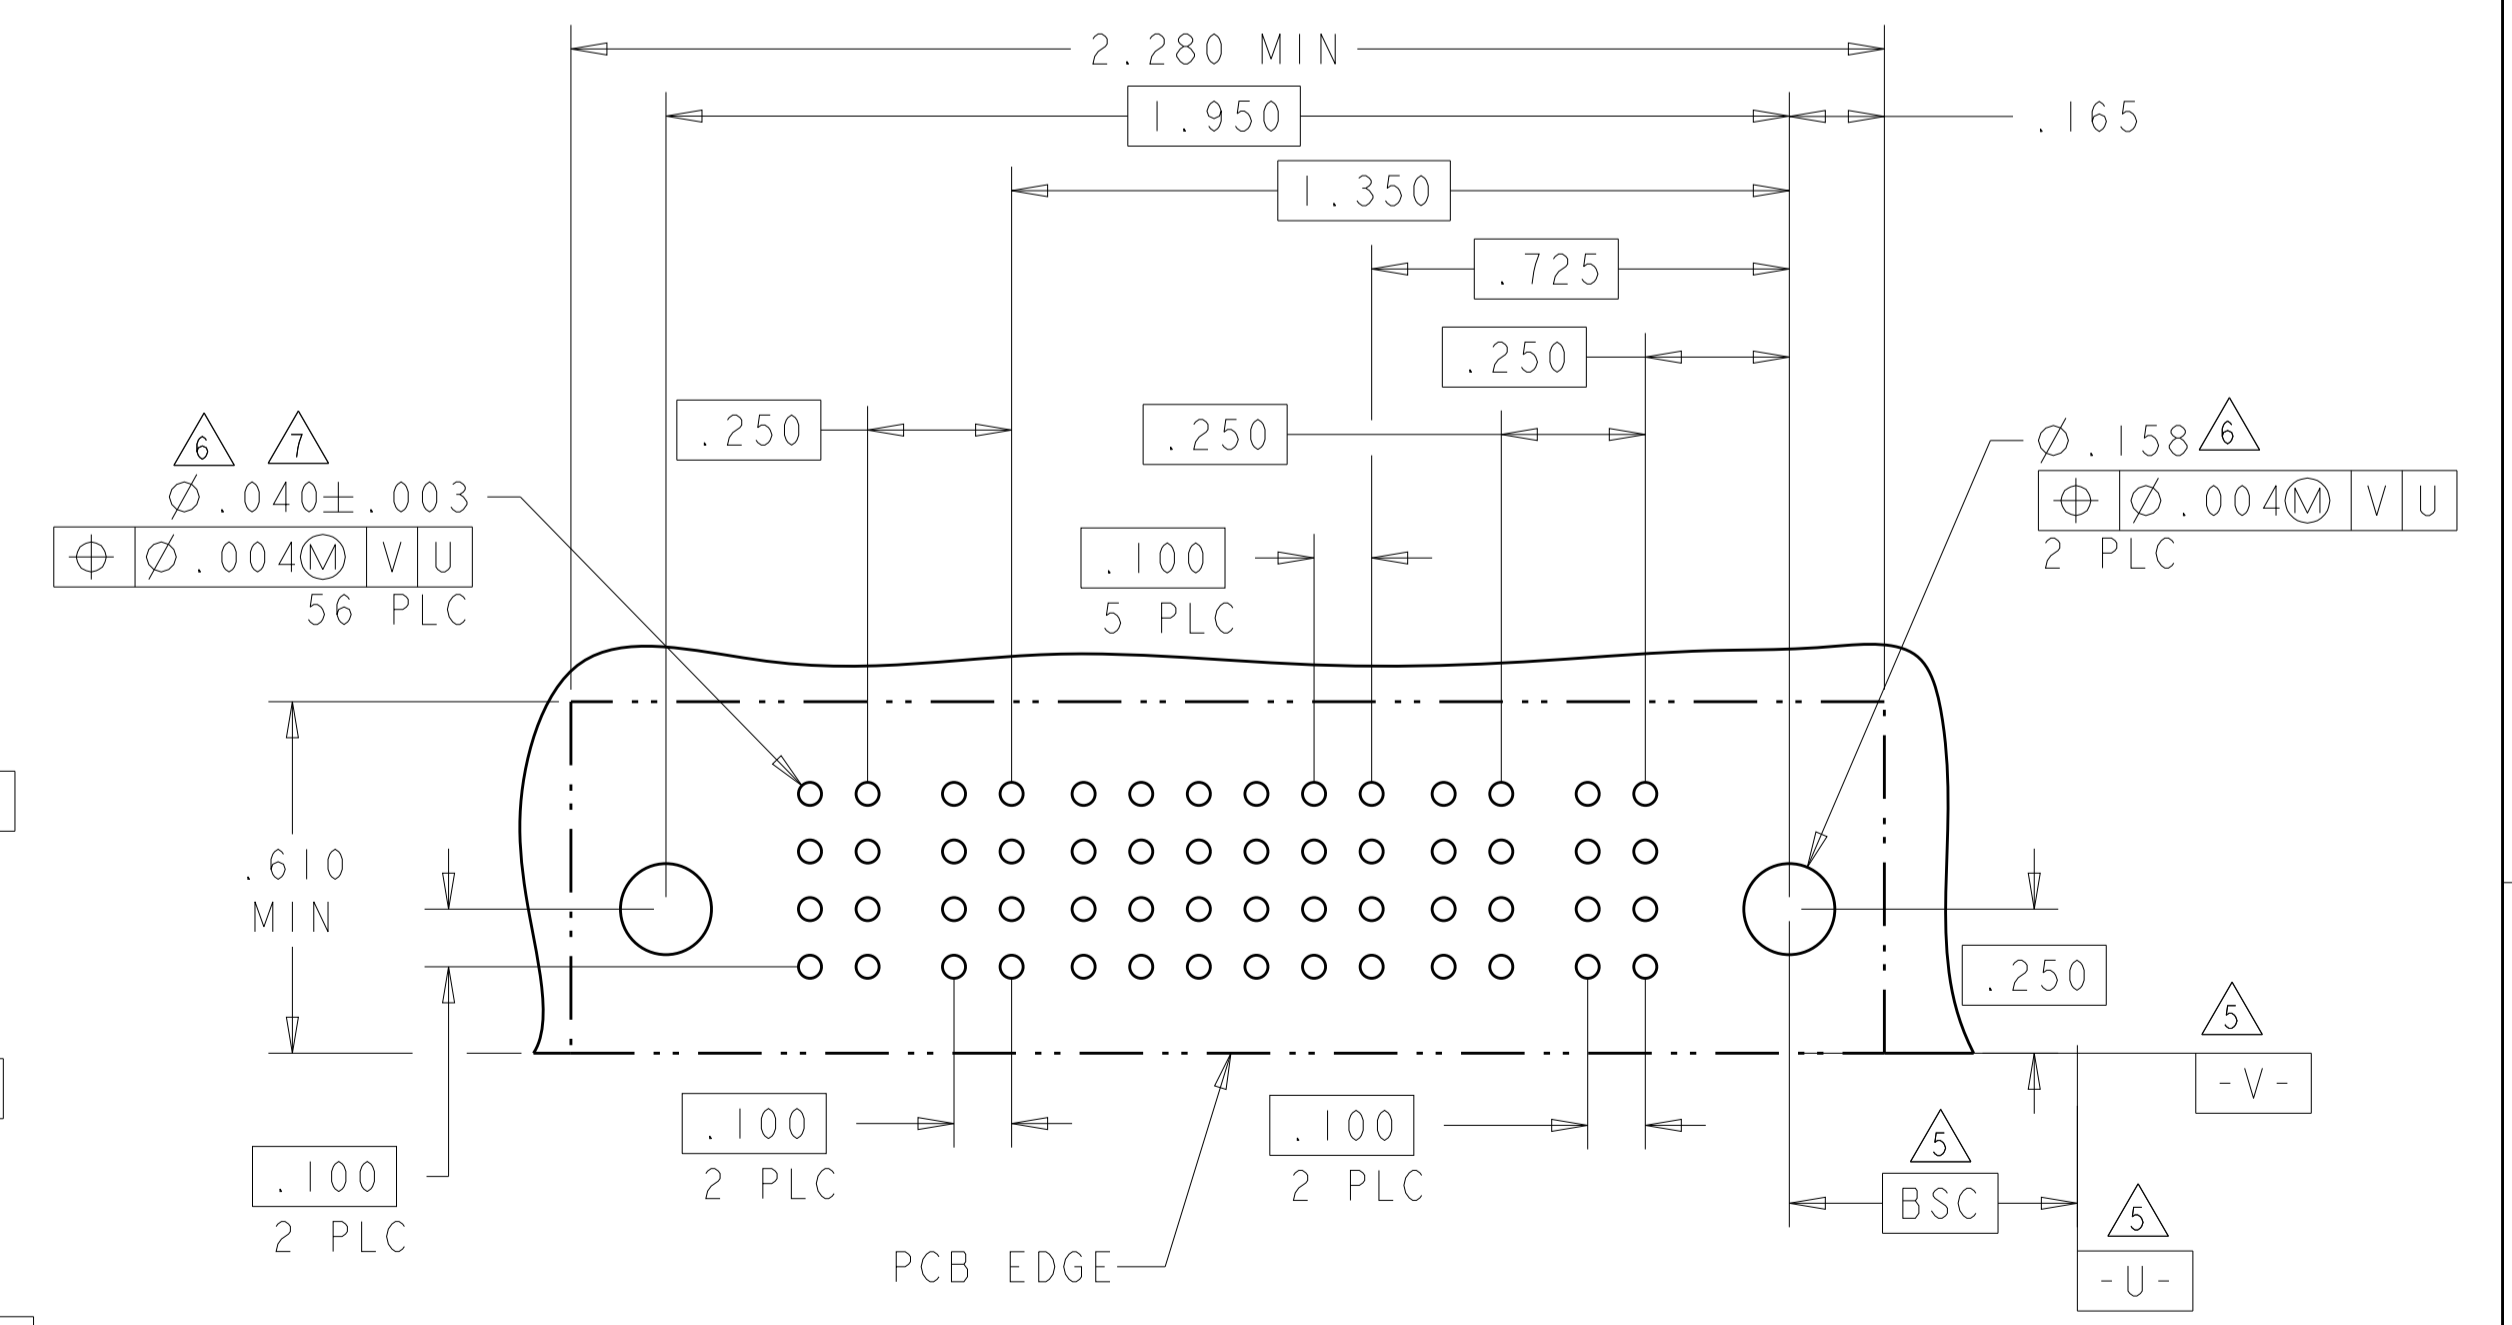 2.280 MIN
1.950
.165
1.350
.725
.250
.250
.250
6 7
Ø.040±.003
⌖ Ø.004Ⓜ V U
56 PLC
Ø.158 6
⌖ Ø.004Ⓜ V U
2 PLC
.100
5 PLC
.610
MIN
.250
5
-V-
.100
2 PLC
.100
2 PLC
.100
2 PLC
5
BSC
5
-U-
PCB EDGE